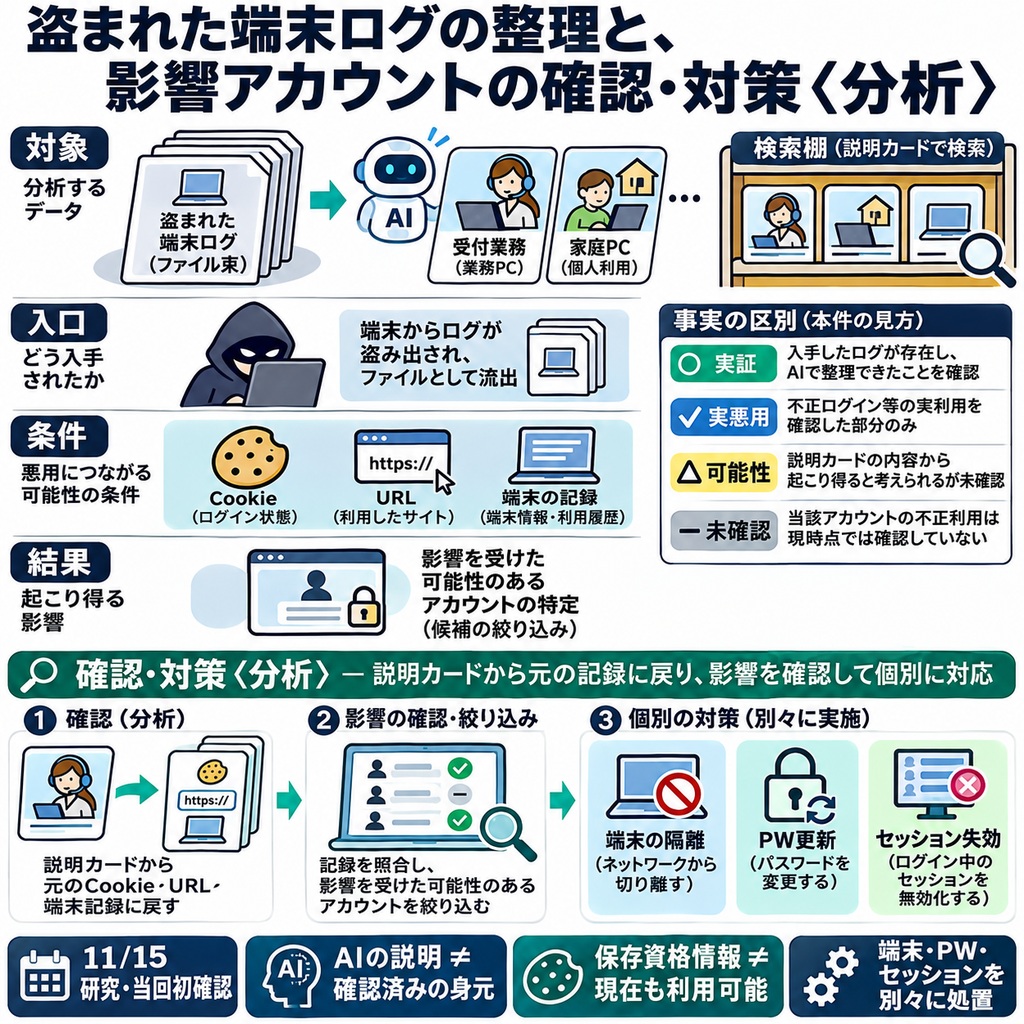 盗まれた端末ログの整理と、
影響アカウントの確認・対策〈分析〉
対象
分析する
データ
盗まれた
端末ログ
(ファイル束)
AI
受付業務
(業務PC)
家庭PC
(個人利用)
…
検索棚(説明カードで検索)
入口
どう入手
されたか
端末からログが
盗み出され、
ファイルとして流出
条件
悪用につながる
可能性の条件
Cookie
(ログイン状態)
https://
URL
(利用したサイト)
端末の記録
(端末情報・利用履歴)
結果
起こり得る
影響
影響を受けた
可能性のある
アカウントの特定
(候補の絞り込み)
事実の区別(本件の見方)
実証
入手したログが存在し、
AIで整理できたことを確認
実悪用
不正ログイン等の実利用を
確認した部分のみ
可能性
説明カードの内容から
起こり得ると考えられるが未確認
未確認
当該アカウントの不正利用は
現時点では確認していない
確認・対策〈分析〉 — 説明カードから元の記録に戻り、影響を確認して個別に対応
1 確認(分析)
https://
説明カードから
元のCookie・URL・
端末記録に戻す
2 影響の確認・絞り込み
記録を照合し、
影響を受けた可能性のある
アカウントを絞り込む
3 個別の対策(別々に実施)
端末の隔離
(ネットワークから
切り離す)
PW更新
(パスワードを
変更する)
セッション失効
(ログイン中の
セッションを
無効化する)
11/15
研究・当回初確認
AI
AIの説明 ≠
確認済みの身元
保存資格情報 ≠
現在も利用可能
端末・PW・
セッションを
別々に処置